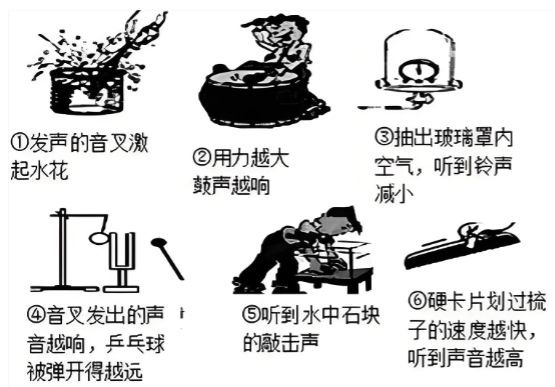 ①发声的音叉激
起水花
②用力越大
鼓声越响
③抽出玻璃罩内
空气，听到铃声
减小
④音叉发出的声
音越响，乒乓球
被弹开得越远
⑤听到水中石块
的敲击声
⑥硬卡片划过梳
子的速度越快，
听到声音越高